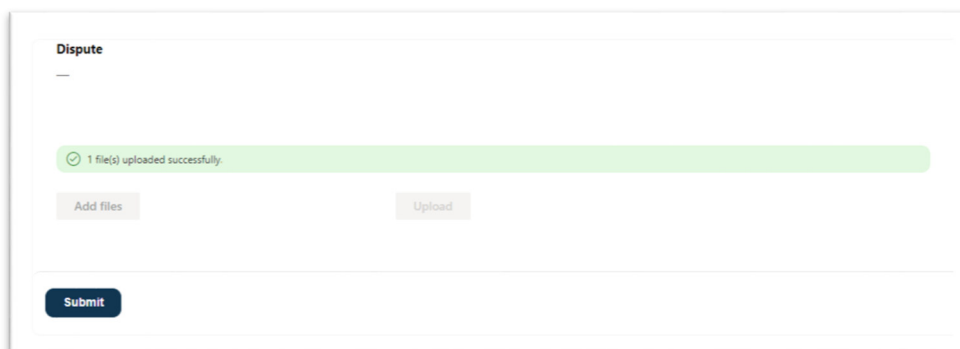 Dispute
—
1 file(s) uploaded successfully.
Add files
Upload
Submit